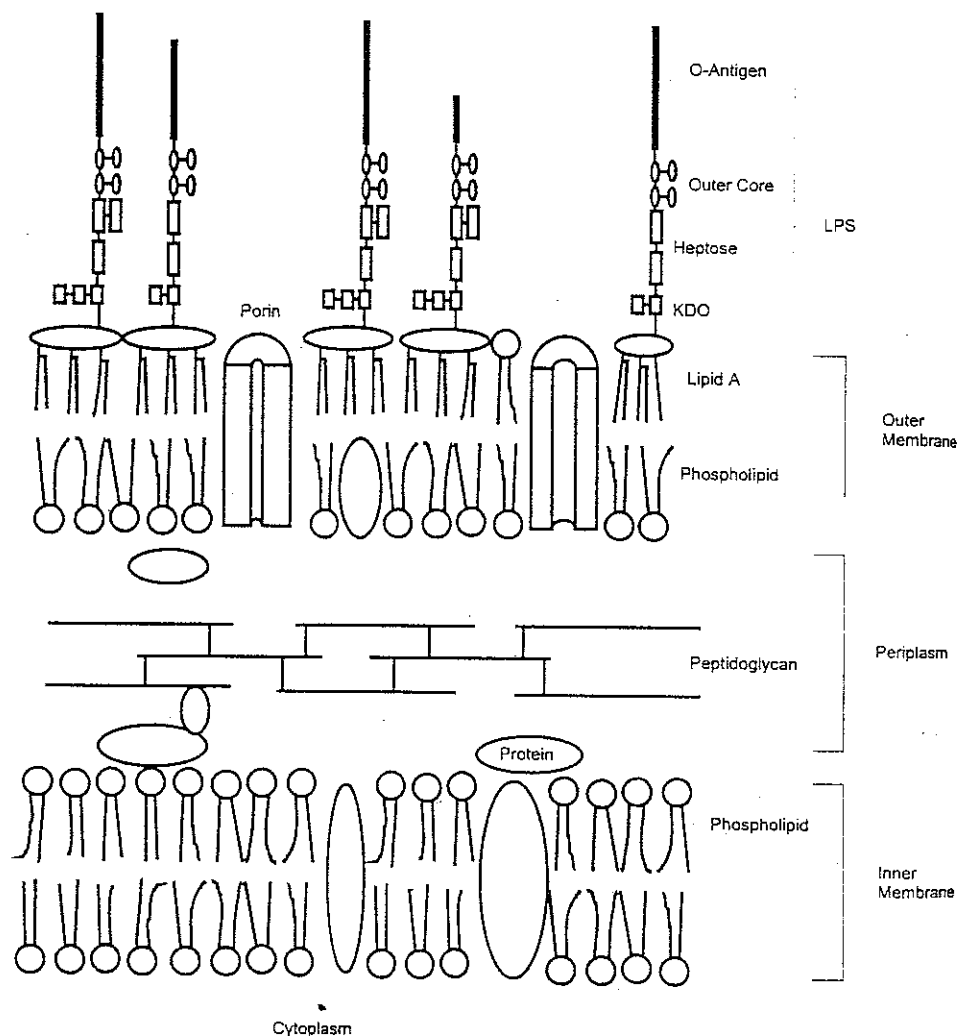 O-Antigen
Outer Core
LPS
Heptose
Porin
KDO
Lipid A
Outer
Membrane
Phospholipid
Peptidoglycan
Periplasm
Protein
Phospholipid
Inner
Membrane
Cytoplasm